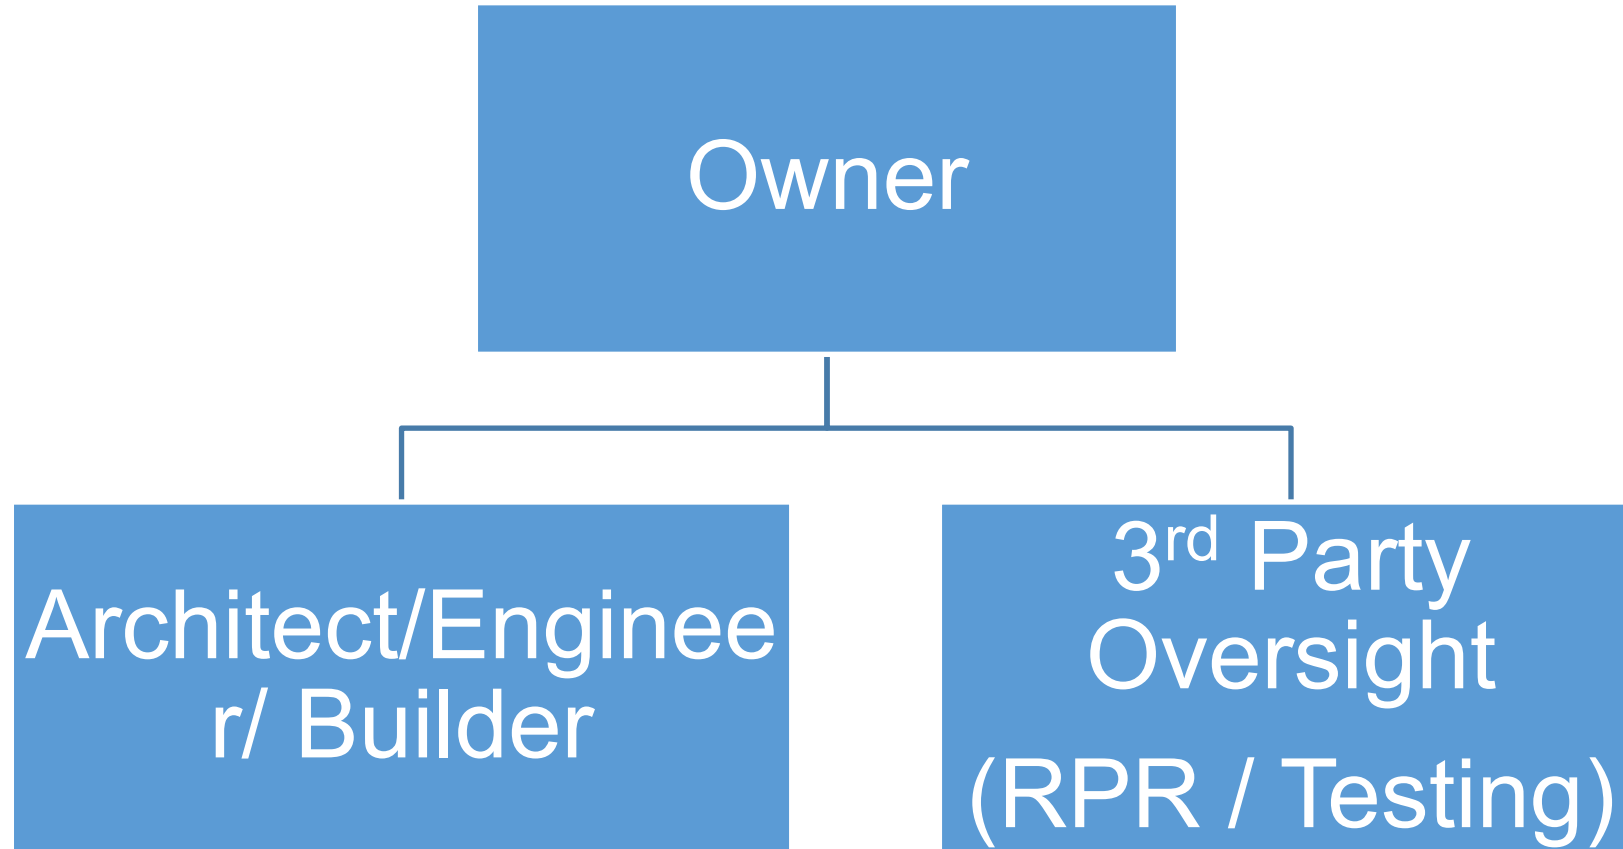 Owner
Architect/Enginee
r/ Builder
3rd Party
Oversight
(RPR / Testing)